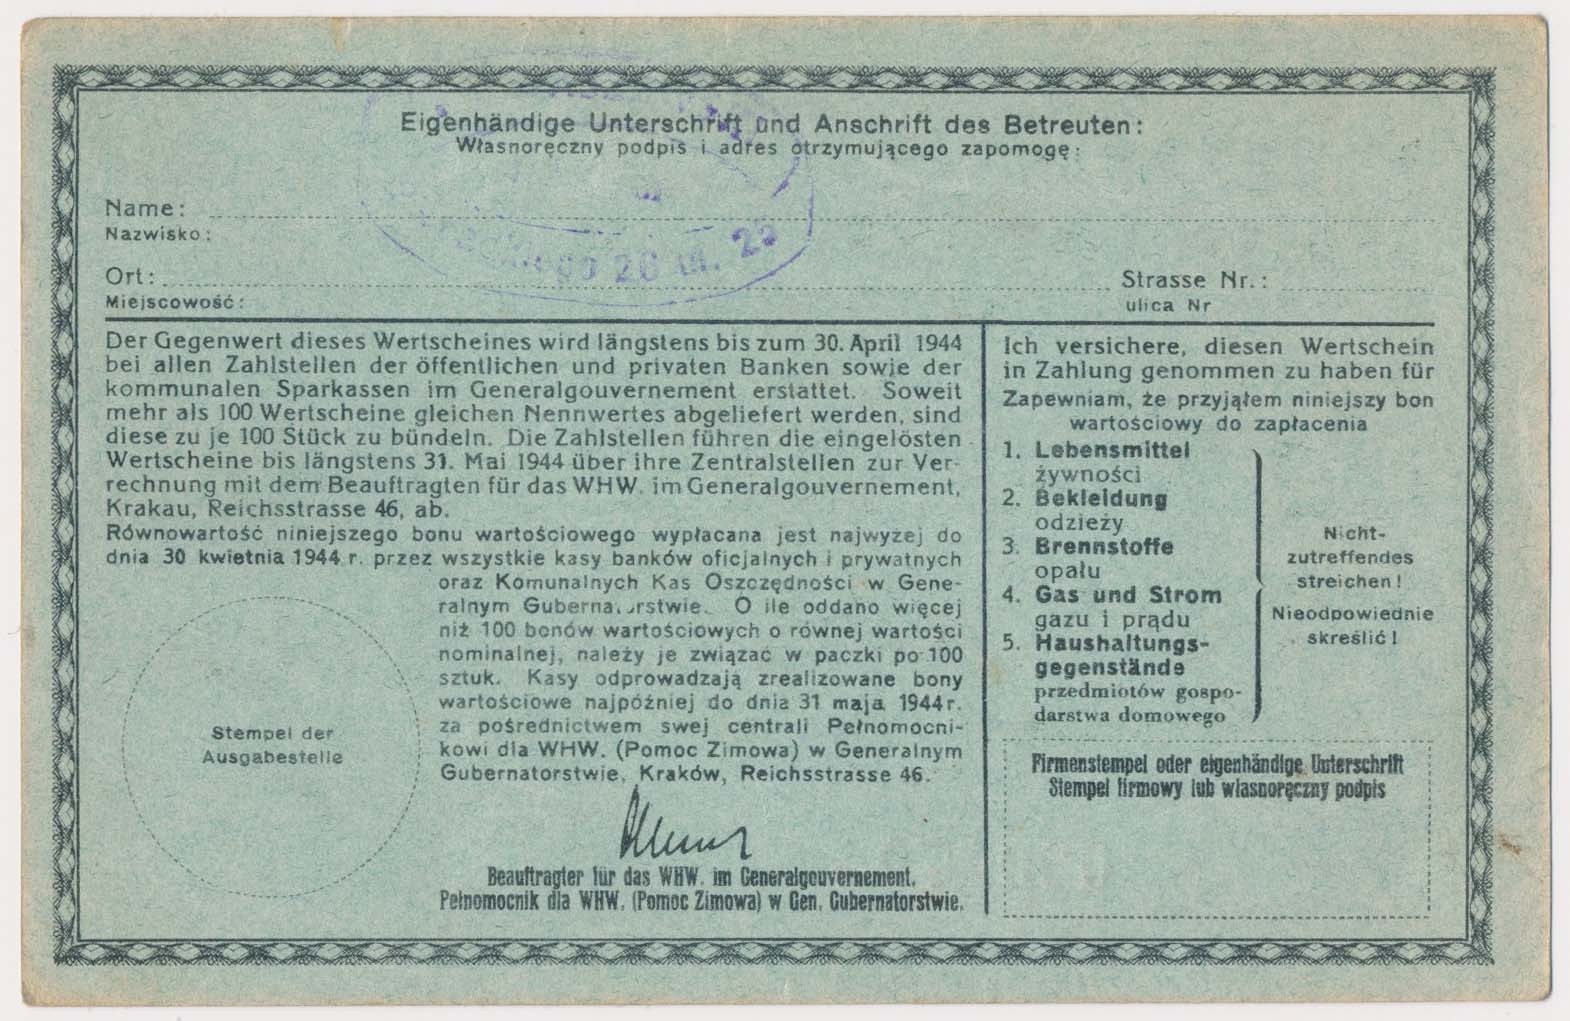 Eigenhändige Unterschrift und Anschrift des Betreuten:
Własnoręczny podpis i adres otrzymującego zapomogę:
Name:
Nazwisko:
Ort:
Strasse Nr.:
Miejscowość:
ulica Nr
26 23
Der Gegenwert dieses Wertscheines wird längstens bis zum 30. April 1944
bei allen Zahlstellen der öffentlichen und privaten Banken sowie der
kommunalen Sparkassen im Generalgouvernement erstattet. Soweit
mehr als 100 Wertscheine gleichen Nennwertes abgeliefert werden, sind
diese zu je 100 Stück zu bündeln. Die Zahlstellen führen die eingelösten
Wertscheine bis längstens 31. Mai 1944 über ihre Zentralstellen zur Ver-
rechnung mit dem Beauftragten für das WHW. im Generalgouvernement,
Krakau, Reichsstrasse 46, ab.
Równowartość niniejszego bonu wartościowego wypłacana jest najwyżej do
dnia 30 kwietnia 1944 r. przez wszystkie kasy banków oficjalnych i prywatnych
oraz Komunalnych Kas Oszczędności w Gene-
ralnym Gubernatorstwie. O ile oddano więcej
niż 100 bonów wartościowych o równej wartości
nominalnej, należy je związać w paczki po 100
sztuk. Kasy odprowadzają zrealizowane bony
wartościowe najpóźniej do dnia 31 maja 1944 r.
za pośrednictwem swej centrali Pełnomocni-
kowi dla WHW. (Pomoc Zimowa) w Generalnym
Gubernatorstwie, Kraków, Reichsstrasse 46.
Stempel der
Ausgabestelle
Beauftragter für das WHW. im Generalgouvernement.
Pełnomocnik dla WHW. (Pomoc Zimowa) w Gen. Gubernatorstwie.
Ich versichere, diesen Wertschein
in Zahlung genommen zu haben für
Zapewniam, że przyjąłem niniejszy bon
wartościowy do zapłacenia
1. Lebensmittel
żywności
2. Bekleidung
odzieży
3. Brennstoffe
opału
4. Gas und Strom
gazu i prądu
5. Haushaltungs-
gegenstände
przedmiotów gospo-
darstwa domowego
Nicht-
zutreffendes
streichen!
Nieodpowiednie
skreślić!
Firmenstempel oder eigenhändige Unterschrift
Stempel firmowy lub własnoręczny podpis